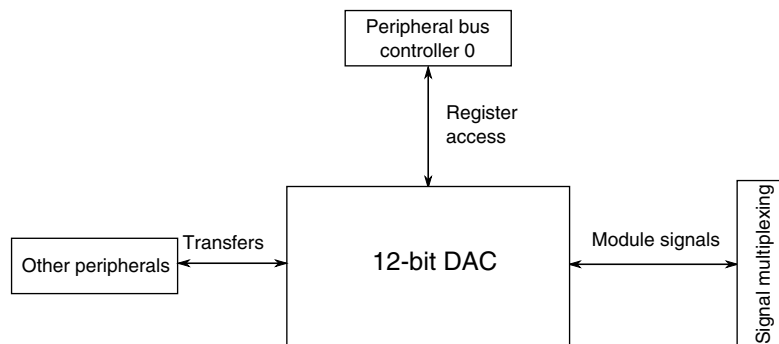 Peripheral bus
controller 0
Register
access
Transfers
Other peripherals
12-bit DAC
Module signals
Signal multiplexing